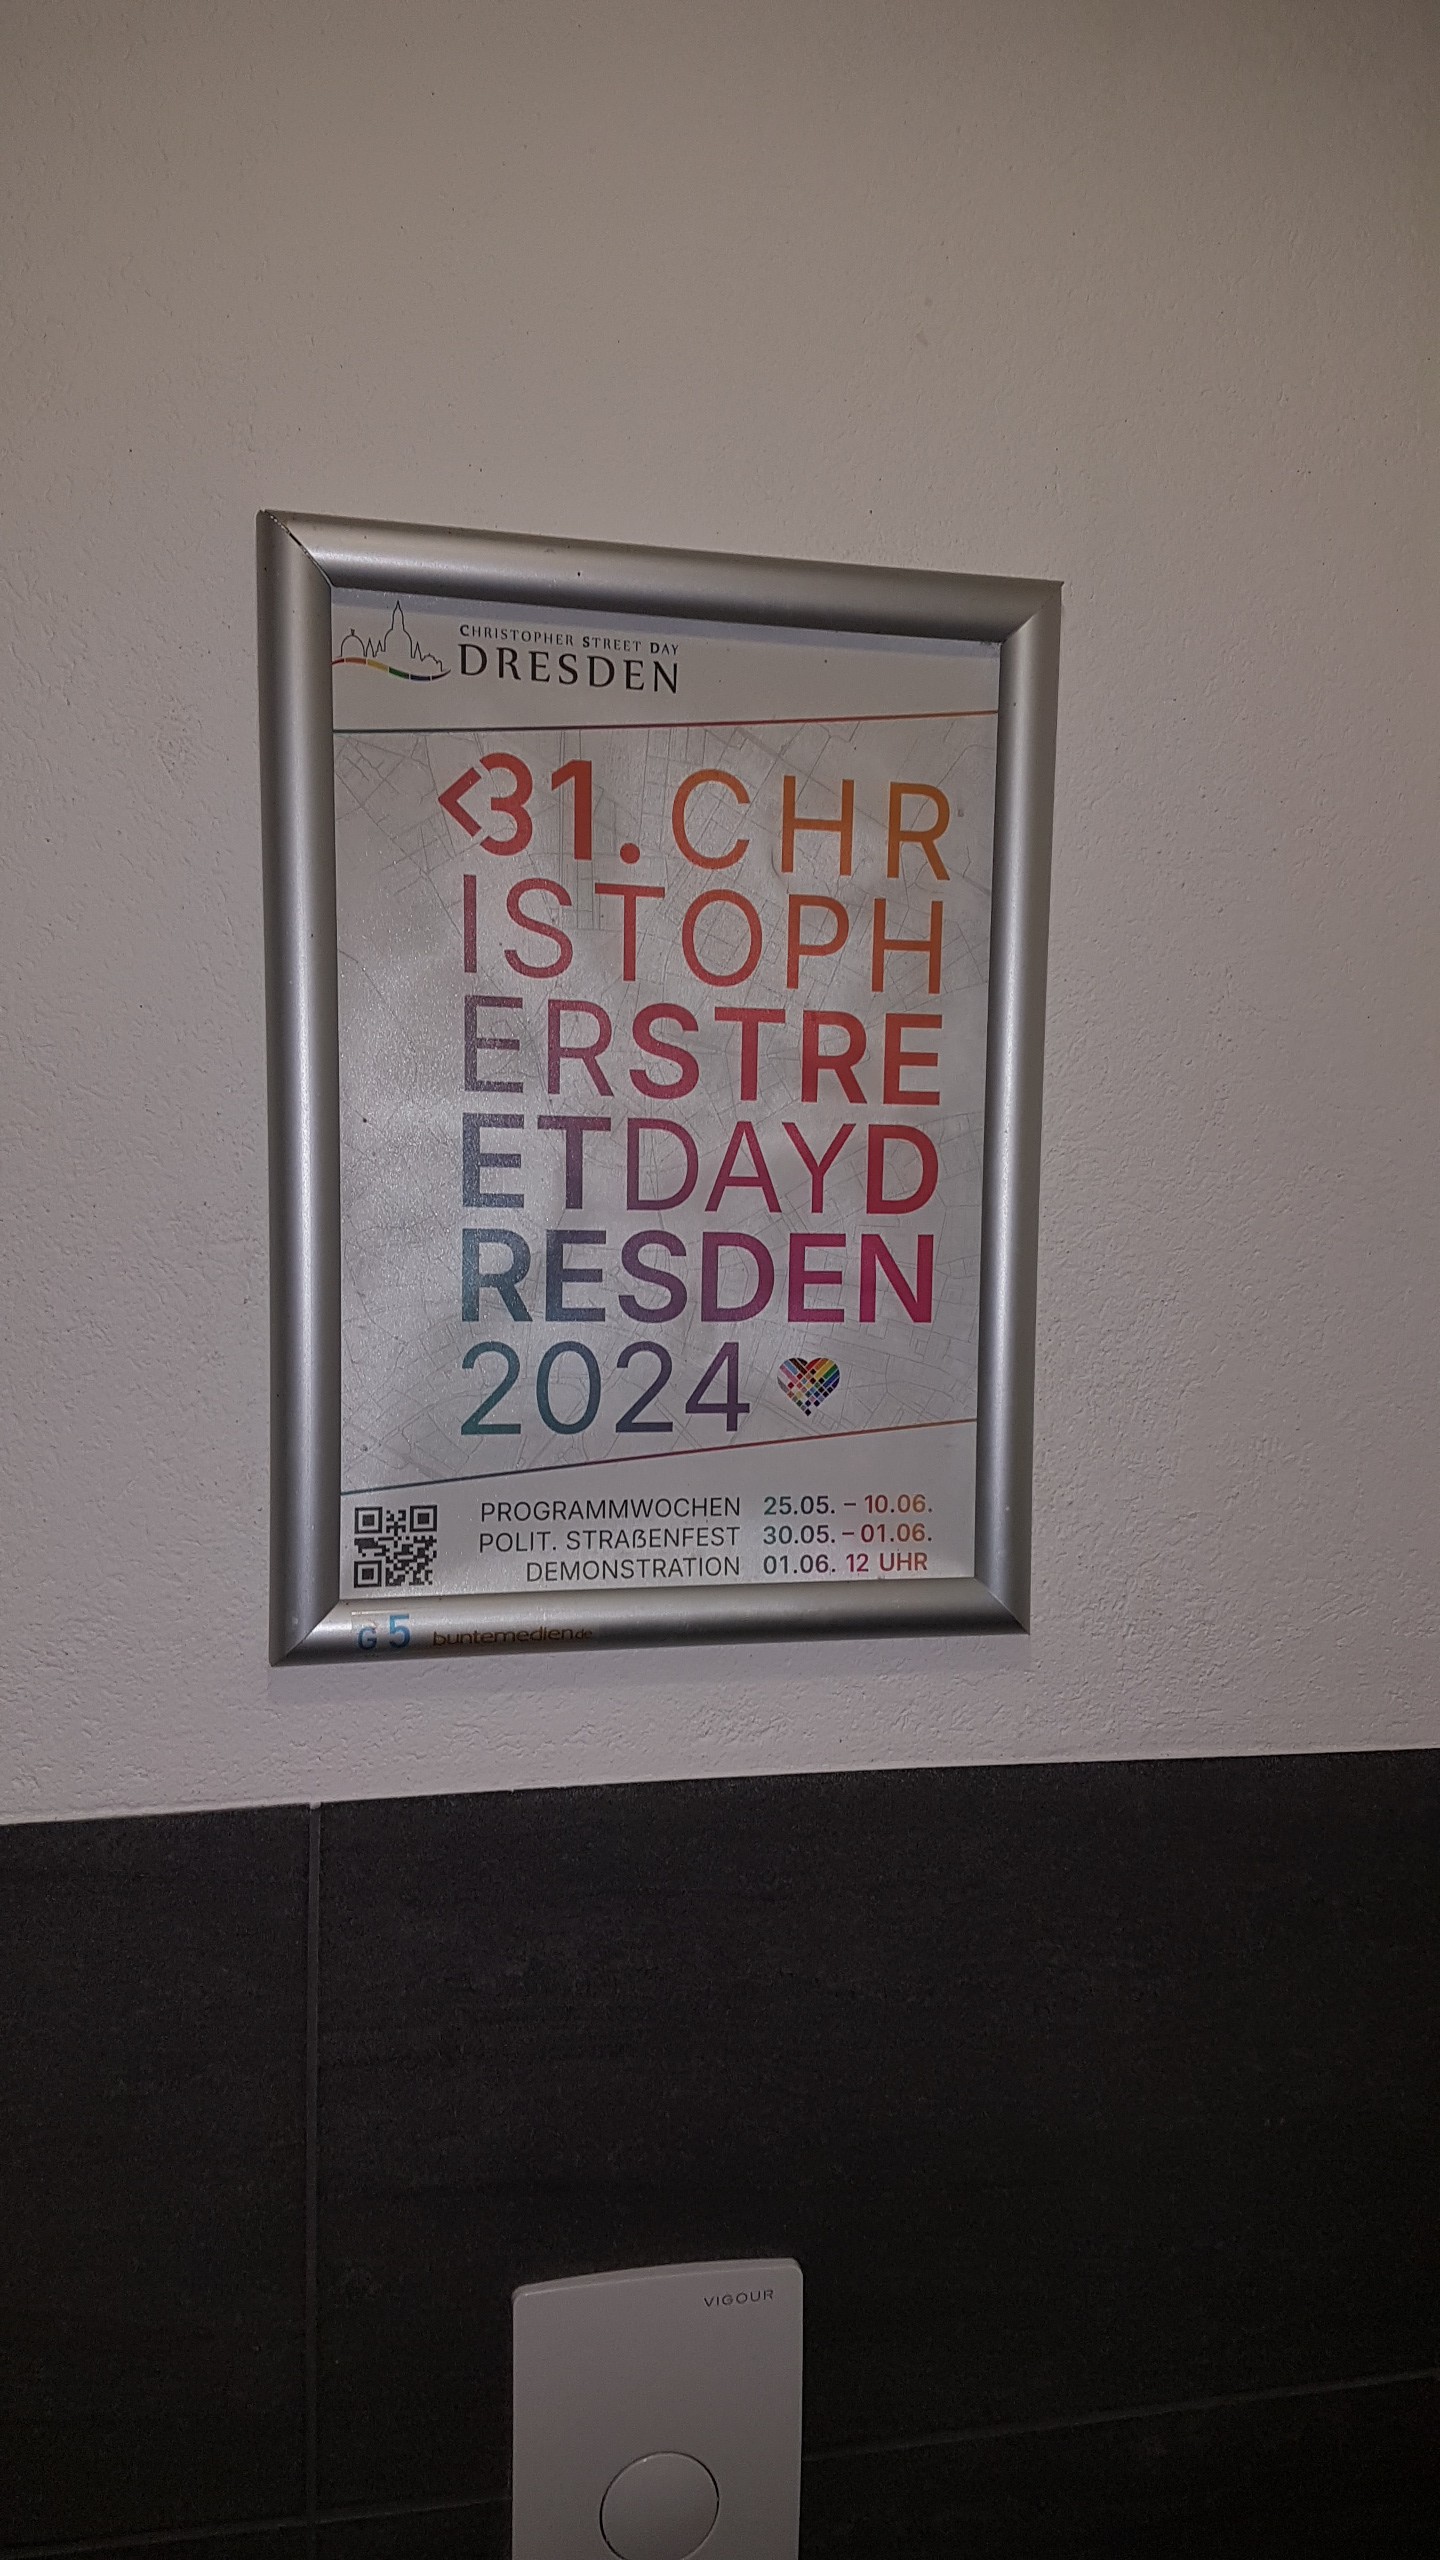 CHRISTOPHER STREET DAY
DRESDEN
<31. CHR
ISTOPH
ERSTRE
ETDAYD
RESDEN
2024
PROGRAMMWOCHEN 25.05. – 10.06.
POLIT. STRAßENFEST 30.05. – 01.06.
DEMONSTRATION 01.06. 12 UHR
G 5 buntemedien.de
VIGOUR